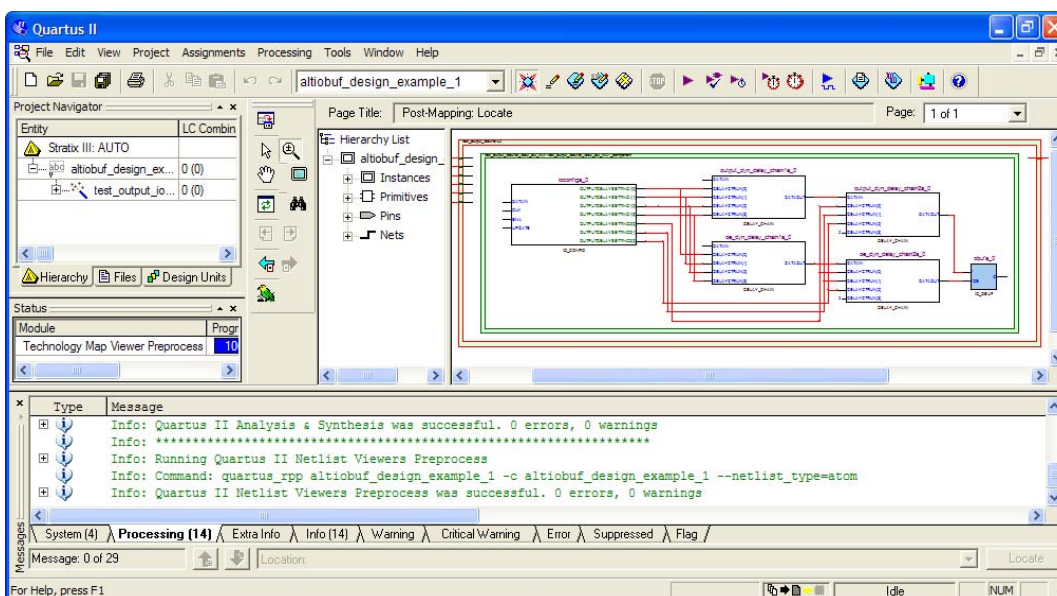 Quartus II
File Edit View Project Assignments Processing Tools Window Help
altiobuf_design_example_1
Project Navigator
Entity LC Combin
Stratix III: AUTO
altiobuf_design_ex... 0 (0)
test_output_io... 0 (0)
Hierarchy Files Design Units
Status
Module Progr
Technology Map Viewer Preprocess 10
Page Title: Post-Mapping: Locate Page: 1 of 1
Hierarchy List
altiobuf_design_
Instances
Primitives
Pins
Nets
ioconfiga_0
IO_CONFIG
output_dyn_delay_chain1a_0
DELAY_CHAIN
oe_dyn_delay_chain1a_0
DELAY_CHAIN
output_dyn_delay_chain2a_0
DELAY_CHAIN
oe_dyn_delay_chain2a_0
DELAY_CHAIN
obufa_0
IO_OBUF
Type Message
Info: Quartus II Analysis & Synthesis was successful. 0 errors, 0 warnings
Info: *******************************************************************
Info: Running Quartus II Netlist Viewers Preprocess
Info: Command: quartus_rpp altiobuf_design_example_1 -c altiobuf_design_example_1 --netlist_type=atom
Info: Quartus II Netlist Viewers Preprocess was successful. 0 errors, 0 warnings
System (4) Processing (14) Extra Info Info (14) Warning Critical Warning Error Suppressed Flag
Messages
Message: 0 of 29 Location: Locate
For Help, press F1 Idle NUM